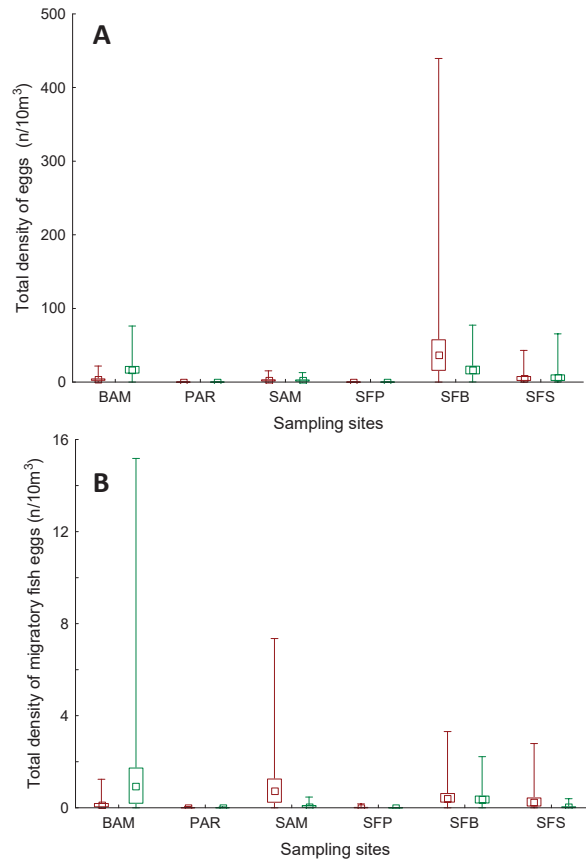 A
500
400
300
200
100
0
Total density of eggs (n/10m³)
BAM PAR SAM SFP SFB SFS
Sampling sites
B
16
12
8
4
0
Total density of migratory fish eggs (n/10m³)
BAM PAR SAM SFP SFB SFS
Sampling sites